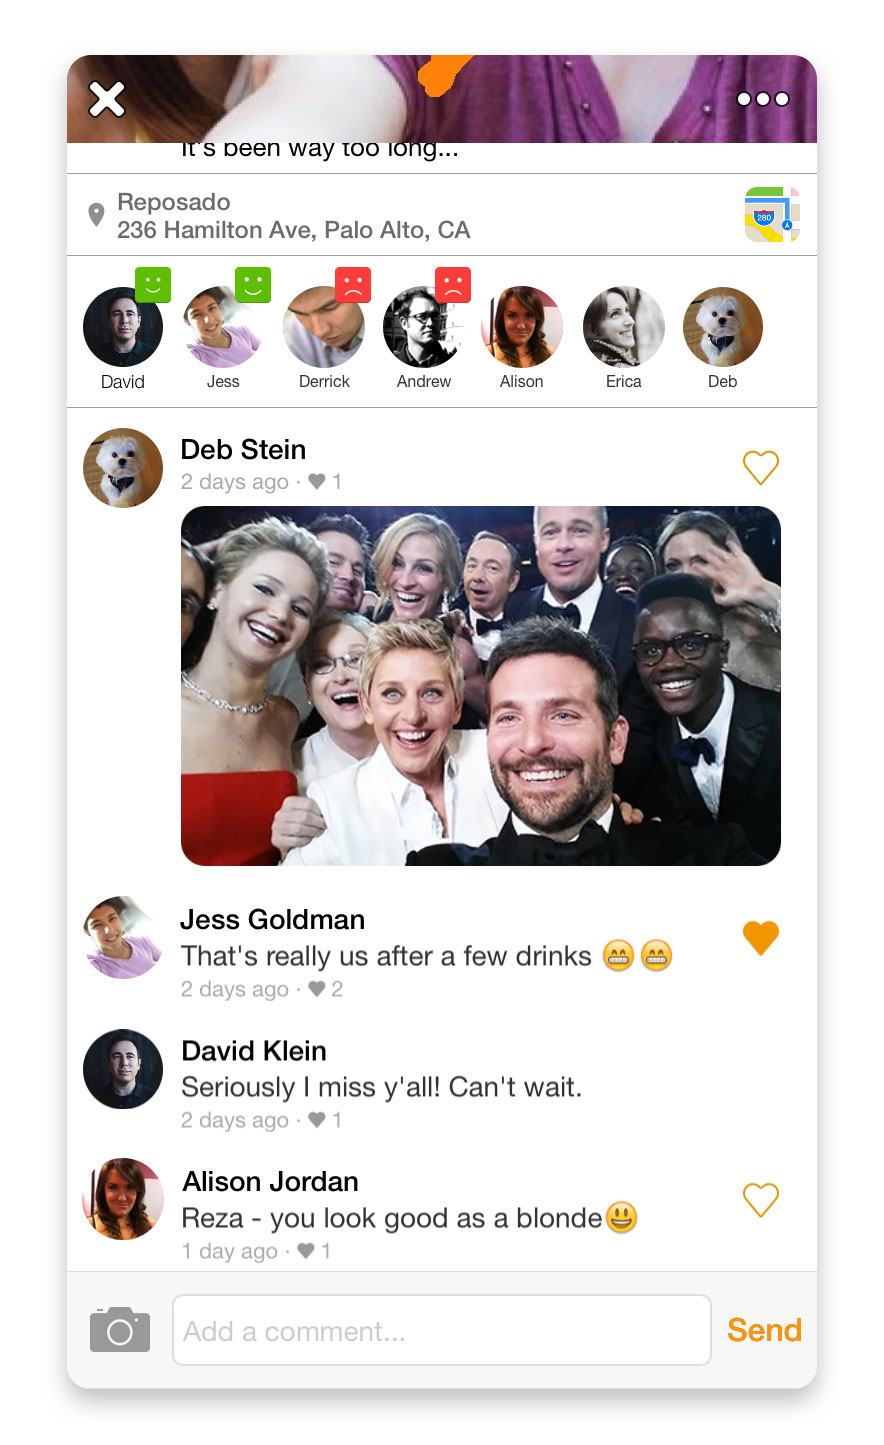 It's been way too long...
Reposado
236 Hamilton Ave, Palo Alto, CA
280
David Jess Derrick Andrew Alison Erica Deb
Deb Stein
2 days ago · 1
Jess Goldman
That's really us after a few drinks 😁😁
2 days ago · 2
David Klein
Seriously I miss y'all! Can't wait.
2 days ago · 1
Alison Jordan
Reza - you look good as a blonde😃
1 day ago · 1
Add a comment...
Send